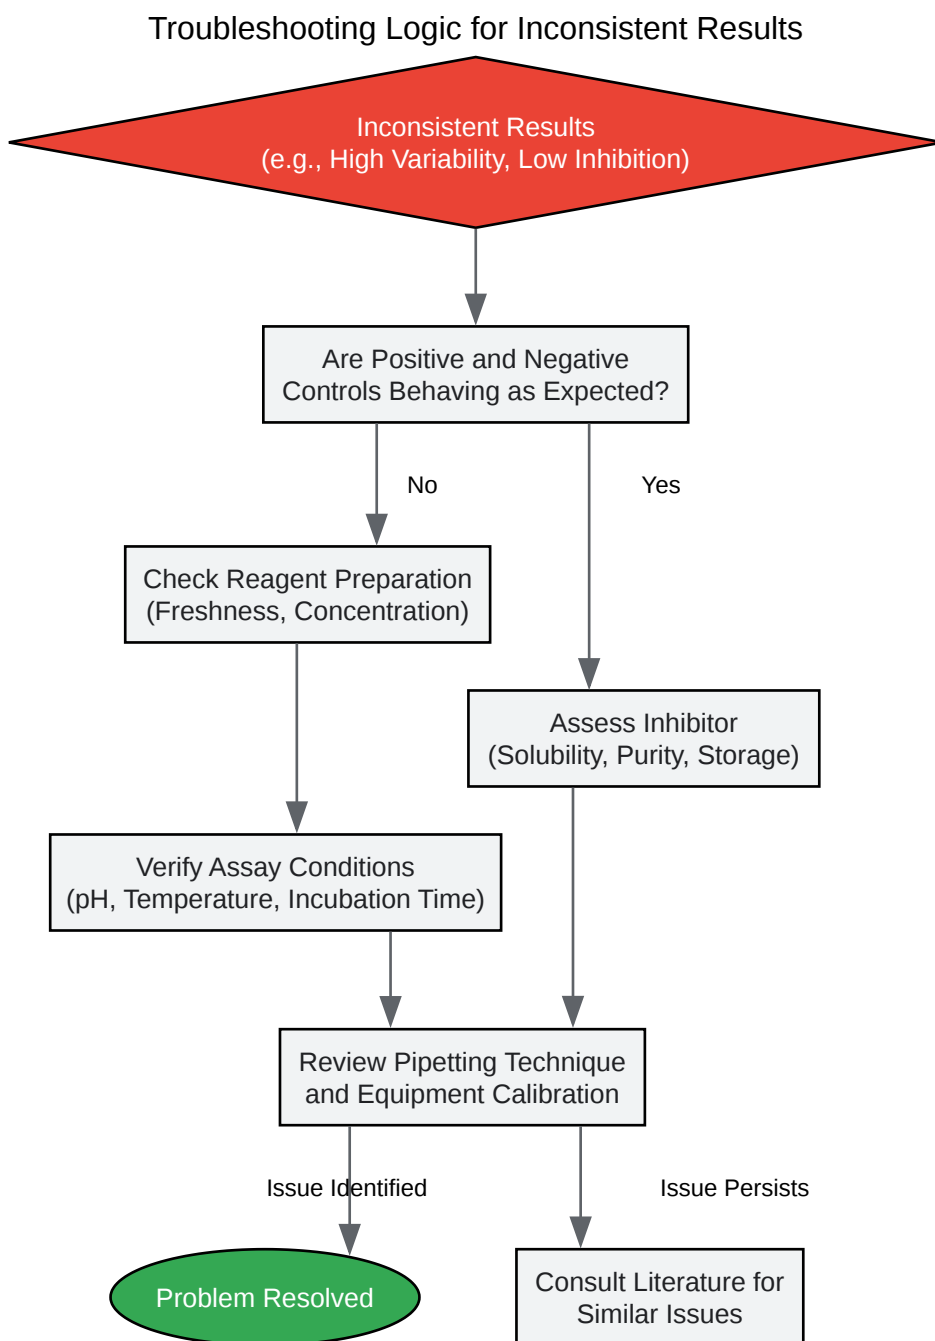 Troubleshooting Logic for Inconsistent Results
Inconsistent Results
(e.g., High Variability, Low Inhibition)
Are Positive and Negative
Controls Behaving as Expected?
No
Yes
Check Reagent Preparation
(Freshness, Concentration)
Assess Inhibitor
(Solubility, Purity, Storage)
Verify Assay Conditions
(pH, Temperature, Incubation Time)
Review Pipetting Technique
and Equipment Calibration
Issue Identified
Issue Persists
Problem Resolved
Consult Literature for
Similar Issues